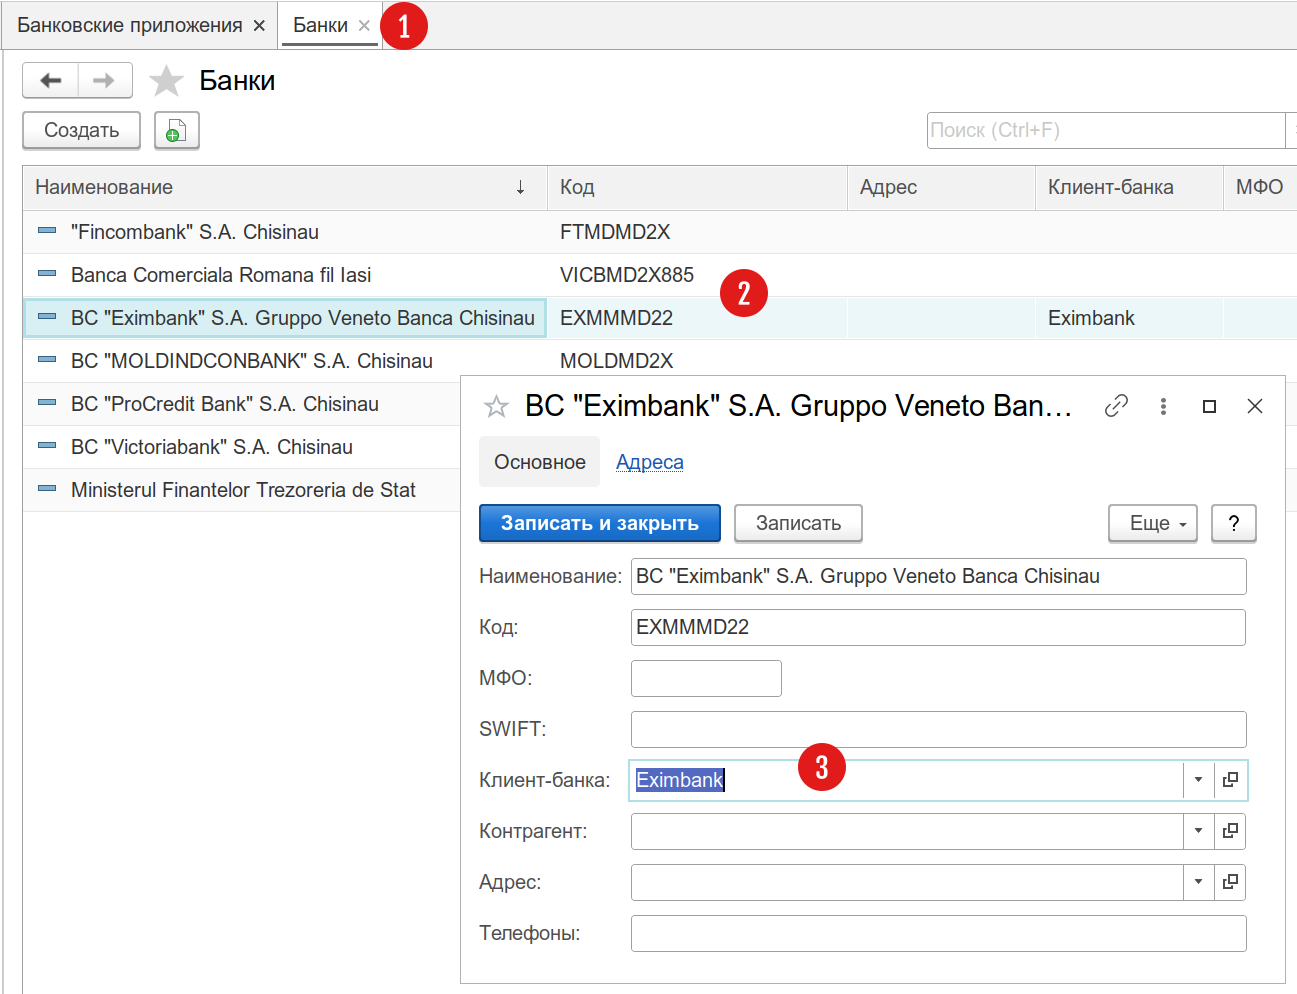 Банковские приложения × Банки × 1
Банки
Создать Поиск (Ctrl+F)
Наименование ↓ Код Адрес Клиент-банка МФО
"Fincombank" S.A. Chisinau FTMDMD2X
Banca Comerciala Romana fil Iasi VICBMD2X885
2
BC "Eximbank" S.A. Gruppo Veneto Banca Chisinau EXMMMD22 Eximbank
BC "MOLDINDCONBANK" S.A. Chisinau MOLDMD2X
BC "ProCredit Bank" S.A. Chisinau
BC "Victoriabank" S.A. Chisinau
Ministerul Finantelor Trezoreria de Stat
BC "Eximbank" S.A. Gruppo Veneto Ban...
Основное Адреса
Записать и закрыть Записать Еще ?
Наименование: BC "Eximbank" S.A. Gruppo Veneto Banca Chisinau
Код: EXMMMD22
МФО:
SWIFT:
3
Клиент-банка: Eximbank
Контрагент:
Адрес:
Телефоны: